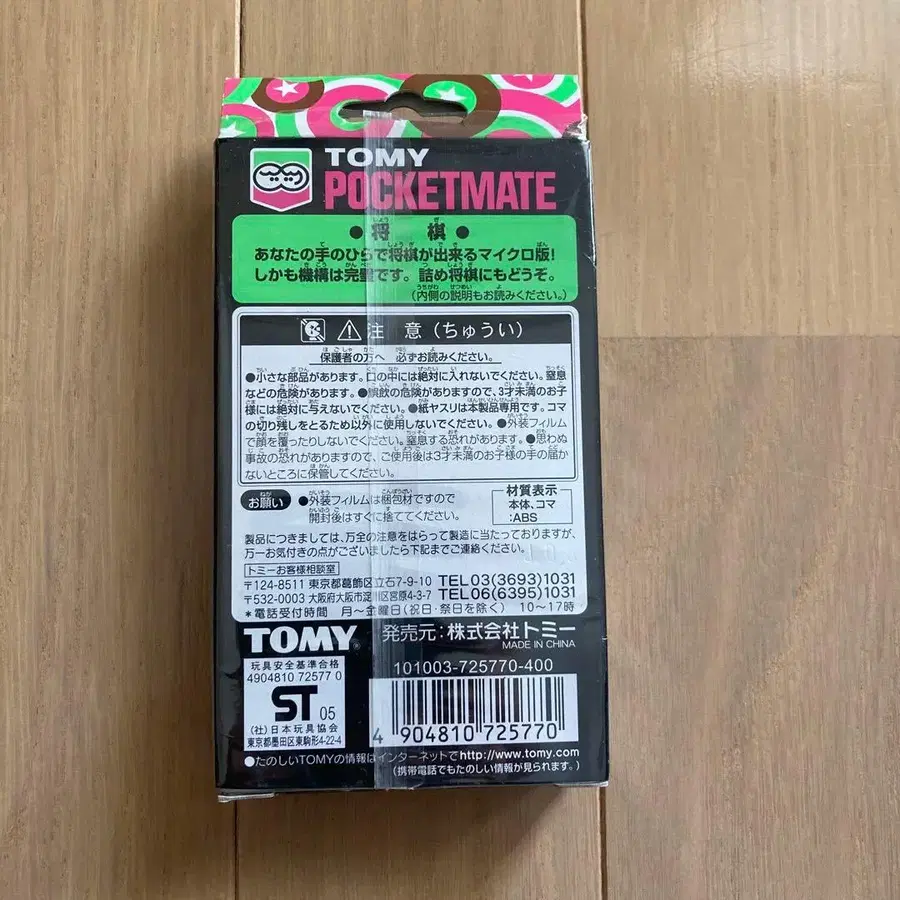 TOMY
POCKETMATE
●将棋●
あなたの手のひらで将棋が出来るマイクロ版!
しかも機構は完璧です。詰め将棋にもどうぞ。
(内側の説明もお読みください。)
⚠注 意(ちゅうい)
保護者の方へ 必ずお読みください。
●小さな部品があります。口の中には絶対に入れないでください。窒息
などの危険があります。●誤飲の危険がありますので、3才未満のお子
様には絶対に与えないでください。●紙ヤスリは本製品専用です。コマ
の切り残しをとるため以外に使用しないでください。●外装フィルム
で顔を覆ったりしないでください。窒息する恐れがあります。●思わぬ
事故の恐れがありますので、ご使用後は3才未満のお子様の手の届か
ないところに保管してください。
お願い ●外装フィルムは梱包材ですので
開封後はすぐに捨ててください。
材質表示
本体、コマ
:ABS
製品につきましては、万全の注意をはらって製造に当たっておりますが、
万一お気付きの点がございましたら下記までご連絡ください。
トミーお客様相談室
〒124-8511 東京都葛飾区立石7-9-10 TEL03(3693)1031
〒532-0003 大阪府大阪市淀川区宮原4-3-7 TEL06(6395)1031
*電話受付時間 月〜金曜日(祝日・祭日を除く) 10〜17時
TOMY® 発売元:株式会社トミー
MADE IN CHINA
玩具安全基準合格
4904810 72577 0
ST 05
(社)日本玩具協会
東京都墨田区東駒形4-22-4
101003-725770-400
4 904810 725770
●たのしいTOMYの情報はインターネットでhttp://www.tomy.com
(携帯電話でもたのしい情報が見られます。)